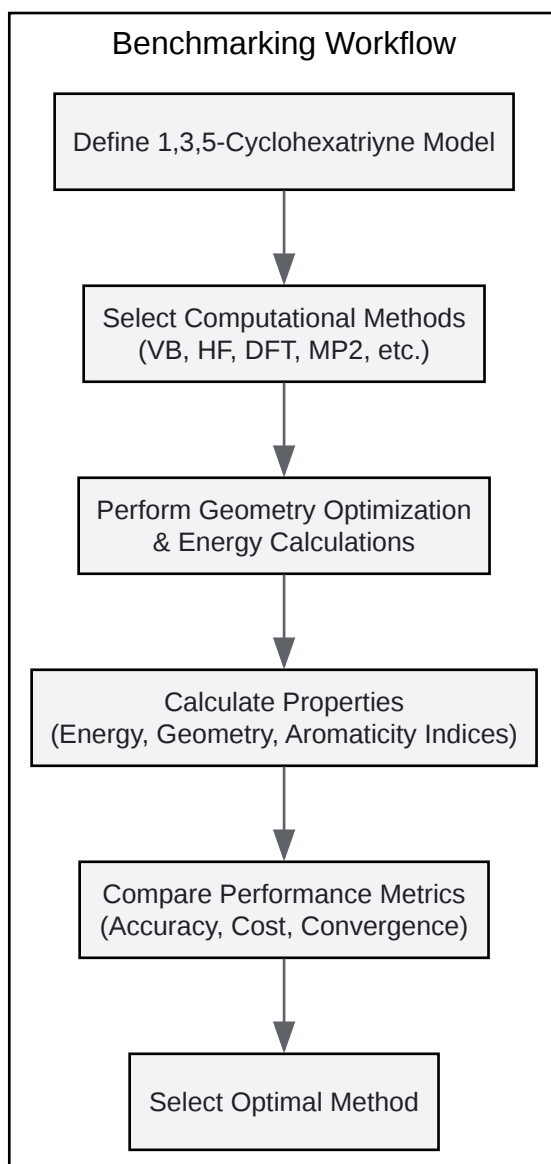 Benchmarking Workflow
Define 1,3,5-Cyclohexatriyne Model
Select Computational Methods
(VB, HF, DFT, MP2, etc.)
Perform Geometry Optimization
& Energy Calculations
Calculate Properties
(Energy, Geometry, Aromaticity Indices)
Compare Performance Metrics
(Accuracy, Cost, Convergence)
Select Optimal Method